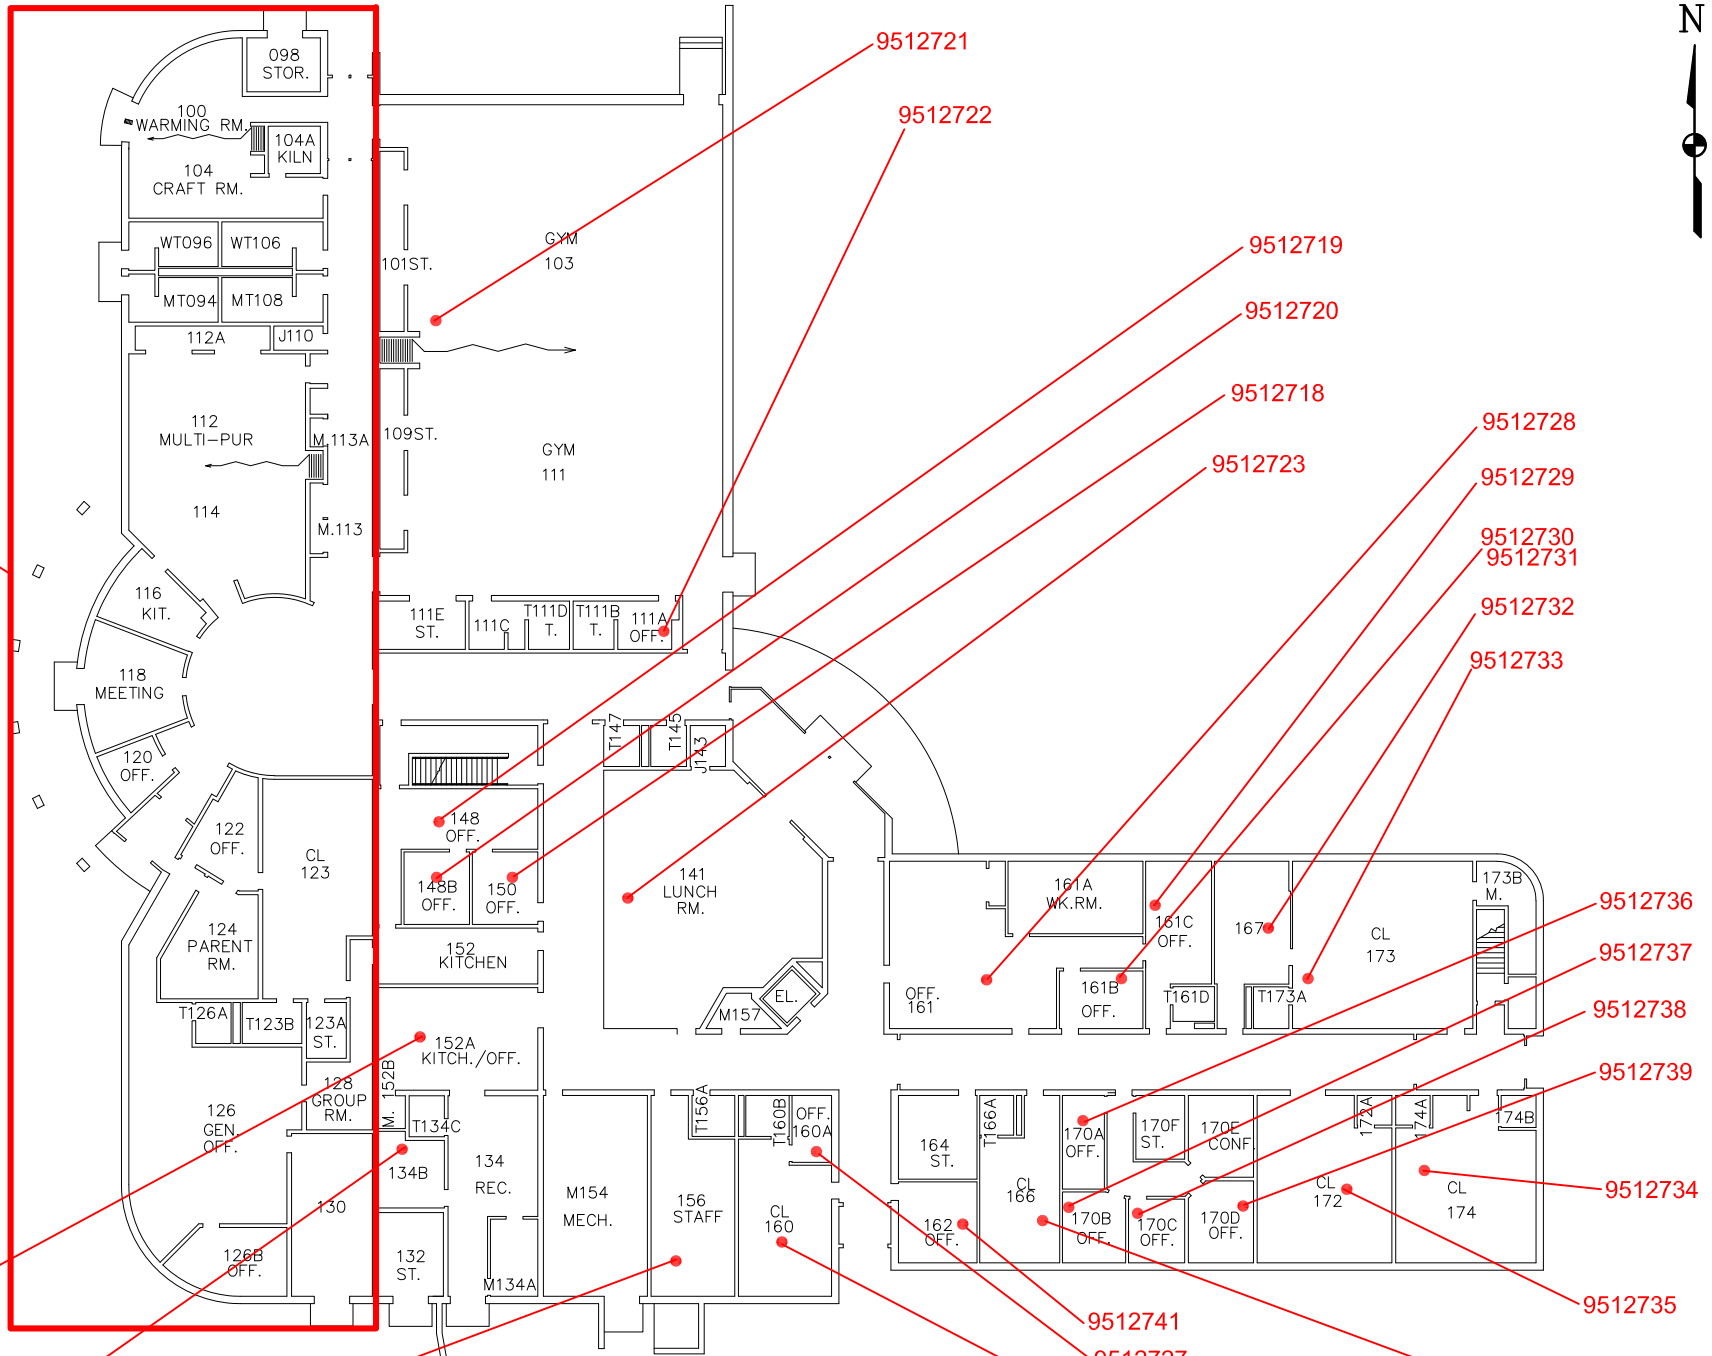 N
9512721
9512722
9512719
9512720
9512718
9512723
9512728
9512729
9512730
9512731
9512732
9512733
9512736
9512737
9512738
9512739
9512734
9512735
9512741
098
STOR.
100
WARMING RM.
104A
KILN
104
CRAFT RM.
WT096
WT106
MT094
MT108
112A
J110
112
MULTI-PUR
M.113A
114
M.113
116
KIT.
118
MEETING
120
OFF.
122
OFF.
CL
123
124
PARENT
RM.
T126A
T123B
123A
ST.
128
GROUP
RM.
126
GEN.
OFF.
130
126B
OFF.
101ST.
GYM
103
109ST.
GYM
111
111E
ST.
111C
T111D
T.
T111B
T.
111A
OFF.
T147
T145
J143
148
OFF.
148B
OFF.
150
OFF.
152
KITCHEN
141
LUNCH
RM.
EL.
M157
152A
KITCH./OFF.
M. 152B
T134C
134B
134
REC.
132
ST.
M134A
M154
MECH.
T156A
156
STAFF
T160B
OFF.
160A
CL
160
161A
WK.RM.
161C
OFF.
OFF.
161
161B
OFF.
T161D
167
T173A
CL
173
173B
M.
164
ST.
T166A
CL
166
162
OFF.
170A
OFF.
170F
ST.
170E
CONF.
170B
OFF.
170C
OFF.
170D
OFF.
172A
CL
172
174A
174B
CL
174